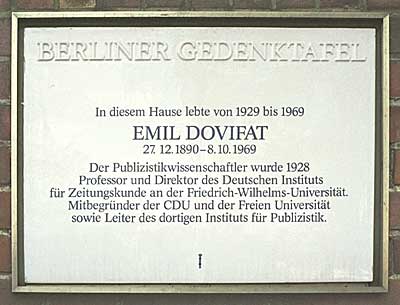 BERLINER GEDENKTAFEL
In diesem Hause lebte von 1929 bis 1969
EMIL DOVIFAT
27. 12. 1890 – 8. 10. 1969
Der Publizistikwissenschaftler wurde 1928
Professor und Direktor des Deutschen Instituts
für Zeitungskunde an der Friedrich-Wilhelms-Universität.
Mitbegründer der CDU und der Freien Universität
sowie Leiter des dortigen Instituts für Publizistik.